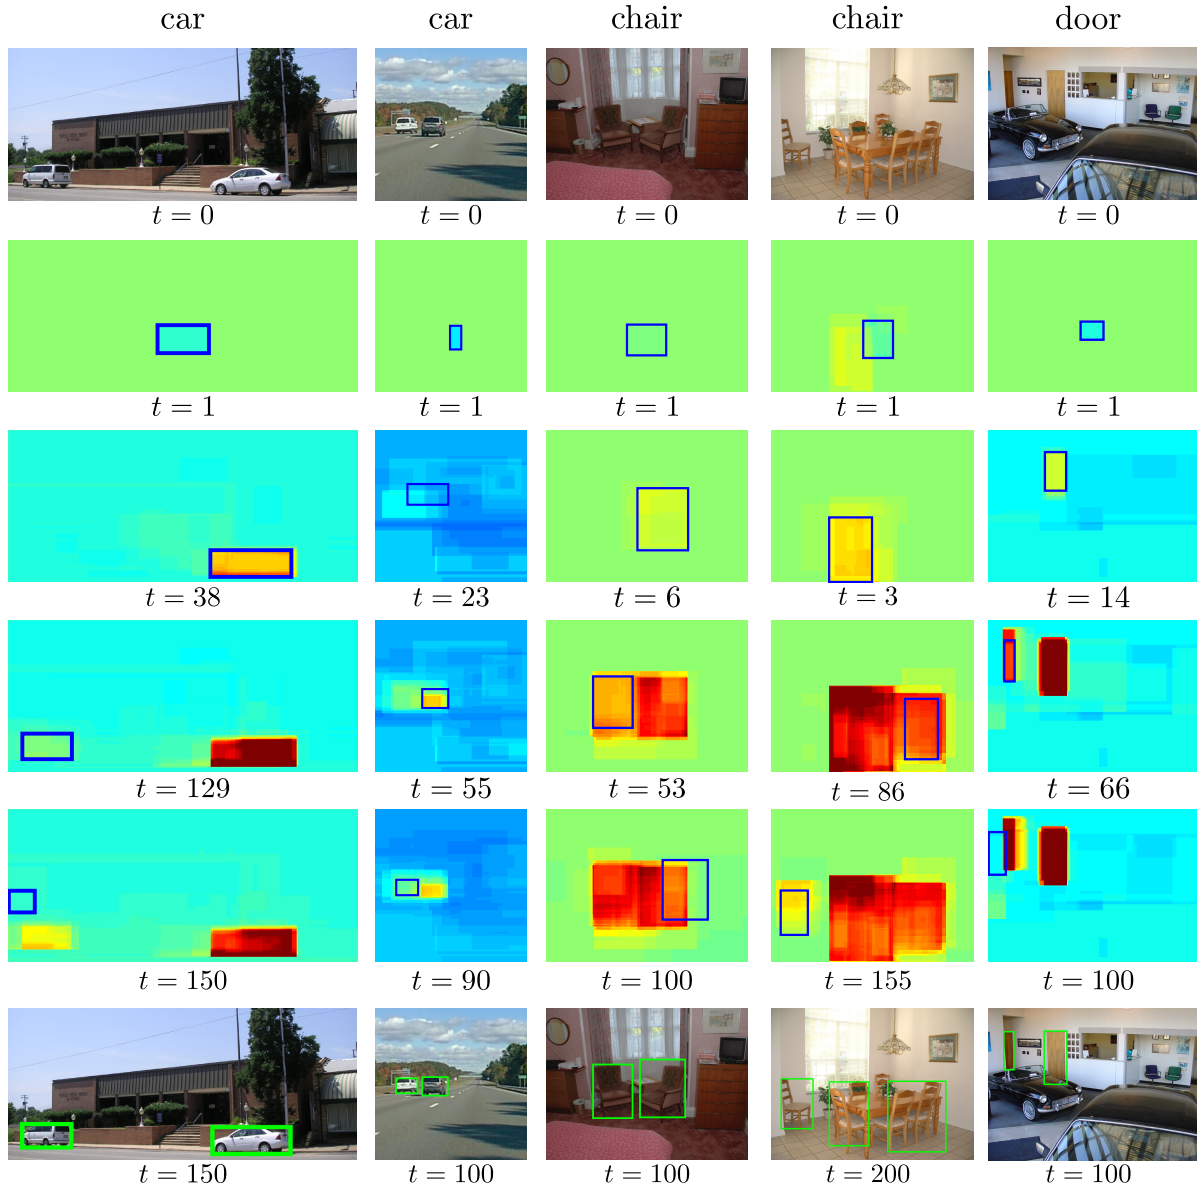 car car chair chair door
t = 0 t = 0 t = 0 t = 0 t = 0
t = 1 t = 1 t = 1 t = 1 t = 1
t = 38 t = 23 t = 6 t = 3 t = 14
t = 129 t = 55 t = 53 t = 86 t = 66
t = 150 t = 90 t = 100 t = 155 t = 100
t = 150 t = 100 t = 100 t = 200 t = 100